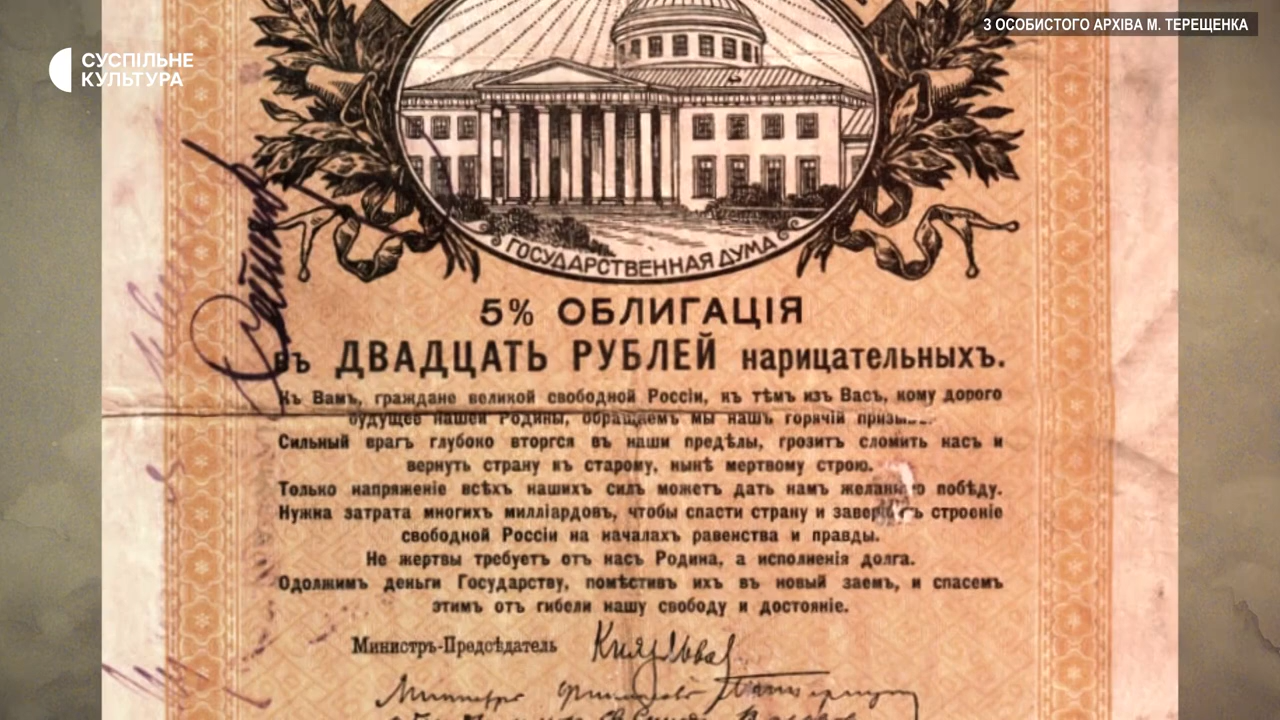 З ОСОБИСТОГО АРХІВА М. ТЕРЕЩЕНКА
СУСПІЛЬНЕ
КУЛЬТУРА
ГОСУДАРСТВЕННАЯ ДУМА
5% ОБЛИГАЦІЯ
въ ДВАДЦАТЬ РУБЛЕЙ нарицательныхъ.
Къ Вамъ, граждане великой свободной Россіи, къ тѣмъ изъ Васъ, кому дорого
будущее нашей Родины, обращаемъ мы нашъ горячій
Сильный врагъ глубоко вторгся въ наши предѣлы, грозитъ сломить насъ и
вернуть страну къ старому, нынѣ мертвому строю.
Только напряженіе всѣхъ нашихъ силъ можетъ дать намъ побѣду.
Нужна затрата многихъ милліардовъ, чтобы спасти страну и строеніе
свободной Россіи на началахъ равенства и правды.
Не жертвы требуетъ отъ насъ Родина, а исполненія долга.
Одолжимъ деньги Государству, помѣстивъ ихъ въ новый заемъ, и спасемъ
этимъ отъ гибели нашу свободу и достояніе.
Министръ-Предсѣдатель Князь Львов
Министръ Финансовъ